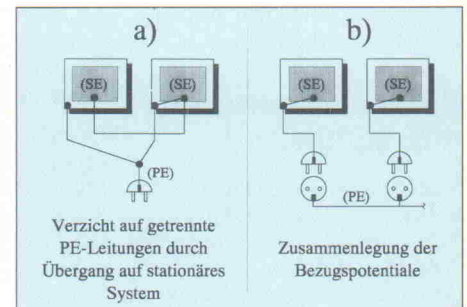 a)
b)
(SE)
(SE)
(SE)
(SE)
(PE)
(PE)
Verzicht auf getrennte
PE-Leitungen durch
Übergang auf stationäres
System
Zusammenlegung der
Bezugspotentiale